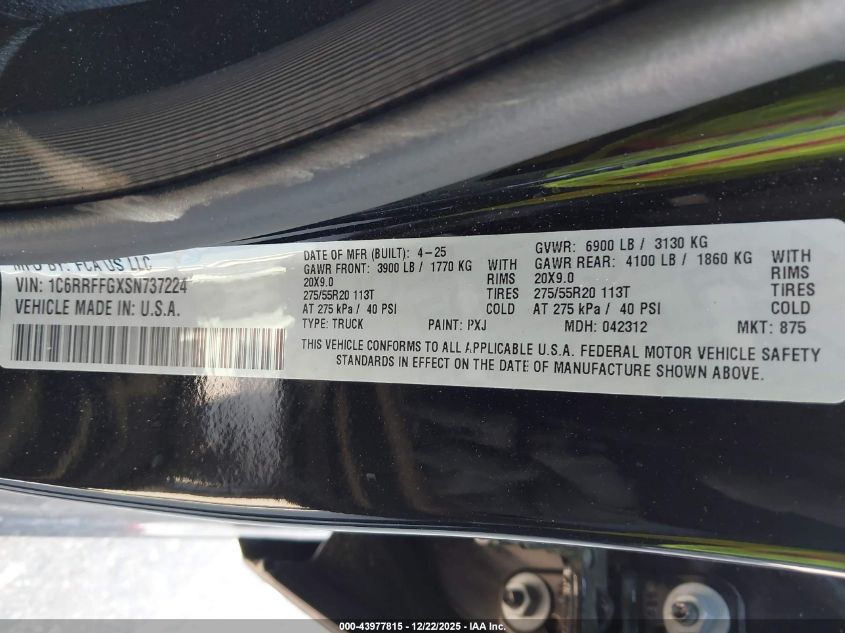 MFD BY: FCA US LLC
VIN: 1C6RRFFGXSN737224
VEHICLE MADE IN: U.S.A.
DATE OF MFR (BUILT): 4-25
GAWR FRONT: 3900 LB / 1770 KG WITH
20X9.0 RIMS
275/55R20 113T
AT 275 kPa / 40 PSI COLD
TYPE: TRUCK PAINT: PXJ
GVWR: 6900 LB / 3130 KG
GAWR REAR: 4100 LB / 1860 KG WITH
20X9.0 RIMS
275/55R20 113T
AT 275 kPa / 40 PSI COLD
MDH: 042312 MKT: 875
THIS VEHICLE CONFORMS TO ALL APPLICABLE U.S.A. FEDERAL MOTOR VEHICLE SAFETY
STANDARDS IN EFFECT ON THE DATE OF MANUFACTURE SHOWN ABOVE.
000-43977815 - 12/22/2025 - IAA Inc.